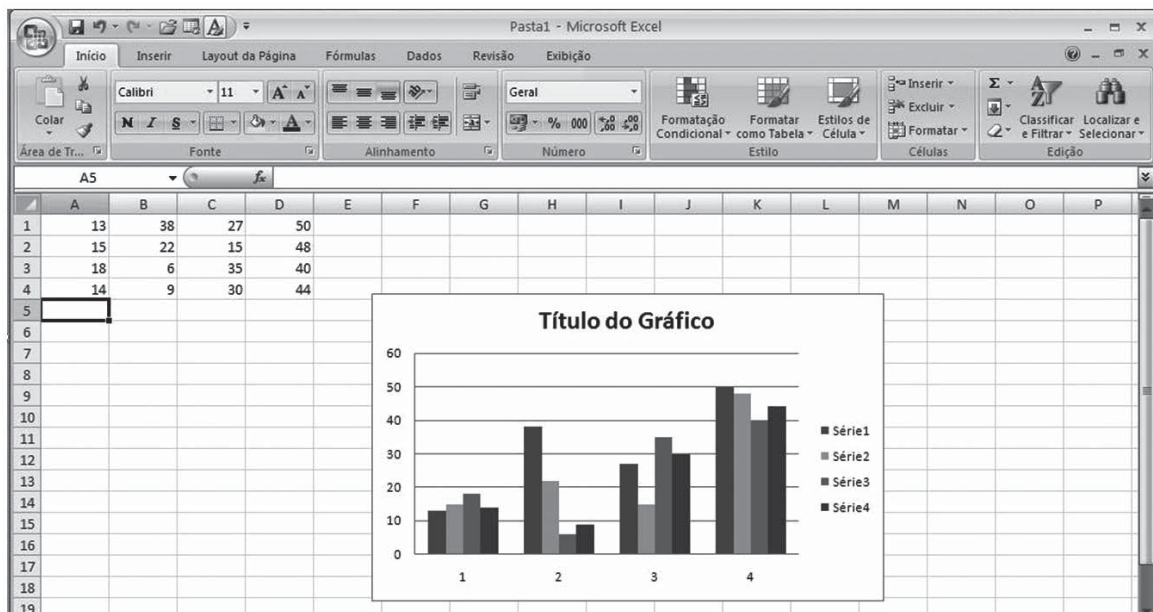 Pasta1 - Microsoft Excel
Início Inserir Layout da Página Fórmulas Dados Revisão Exibição
Colar
Calibri 11 A A
N I S A
Geral
% 000 ,00 ,00
Formatação Condicional
Formatar como Tabela
Estilos de Célula
Inserir
Excluir
Formatar
Σ
Classificar e Filtrar
Localizar e Selecionar
Área de Tr... Fonte Alinhamento Número Estilo Células Edição
A5 fx
A B C D E F G H I J K L M N O P
1 13 38 27 50
2 15 22 15 48
3 18 6 35 40
4 14 9 30 44
5
6
7
8
9
10
11
12
13
14
15
16
17
18
19
Título do Gráfico
60
50
40
30
20
10
0
1 2 3 4
Série1
Série2
Série3
Série4